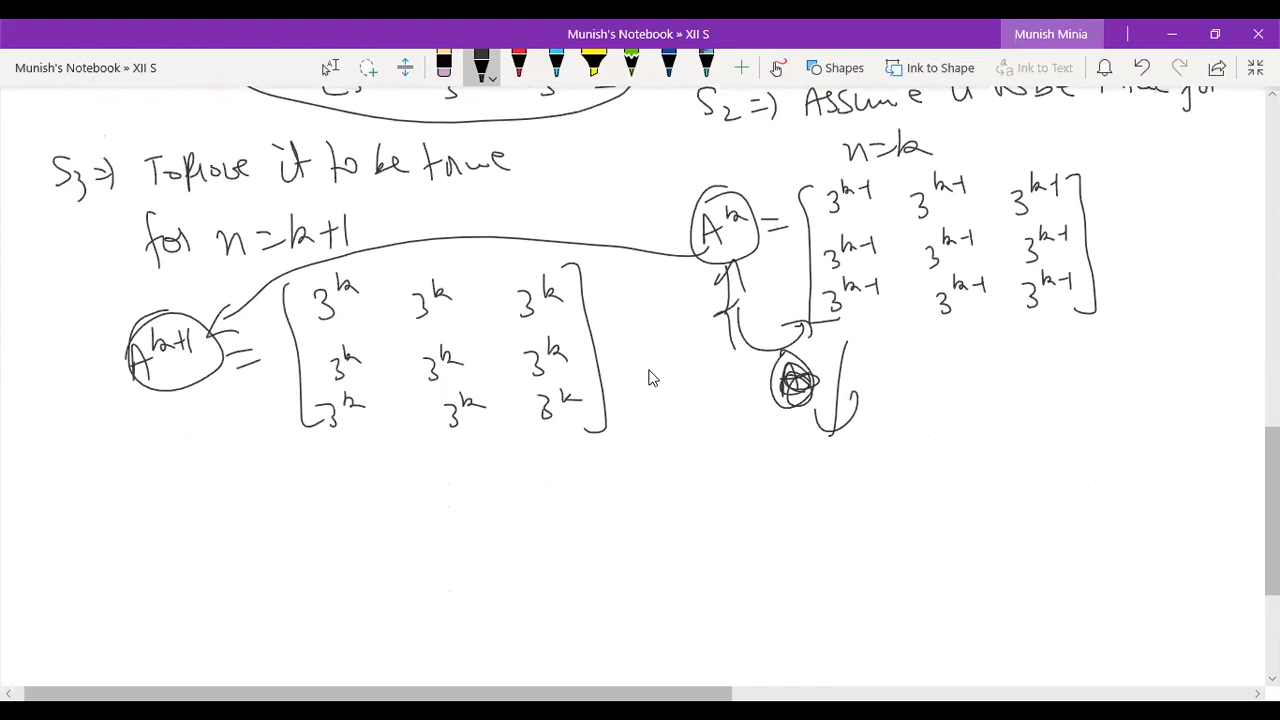 Munish's Notebook » XII S
Munish Minia
Munish's Notebook » XII S
Shapes
Ink to Shape
Ink to Text
S₃ ⇒ To prove it to be true
for n = k+1
A^{k+1} = [ 3^k 3^k 3^k
3^k 3^k 3^k
3^k 3^k 3^k ]
S₂ ⇒ Assume it to be true for
n = k
A^k = [ 3^{k-1} 3^{k-1} 3^{k-1}
3^{k-1} 3^{k-1} 3^{k-1}
3^{k-1} 3^{k-1} 3^{k-1} ]